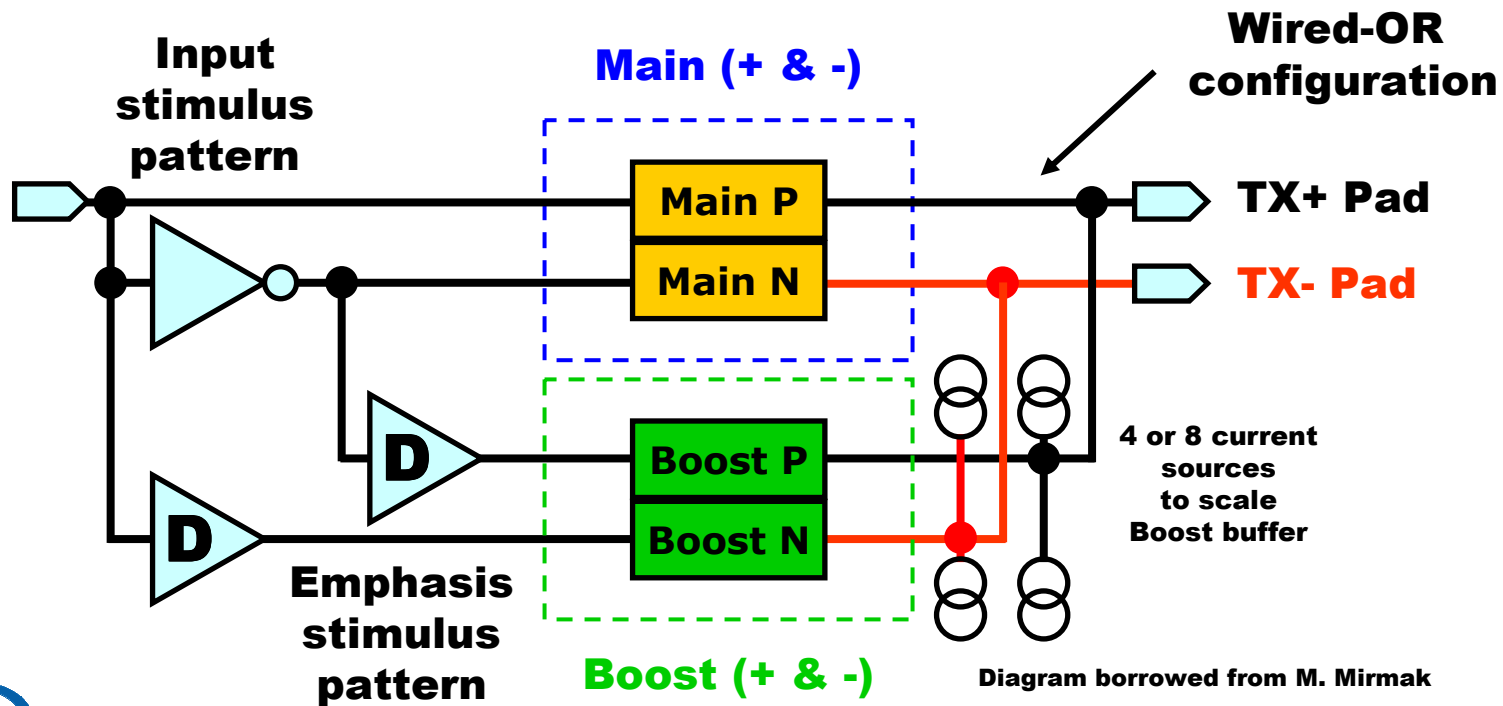 Input
stimulus
pattern
Main (+ & -)
Wired-OR
configuration
Main P
Main N
TX+ Pad
TX- Pad
D
Boost P
Boost N
D
4 or 8 current
sources
to scale
Boost buffer
Emphasis
stimulus
pattern
Boost (+ & -)
Diagram borrowed from M. Mirmak